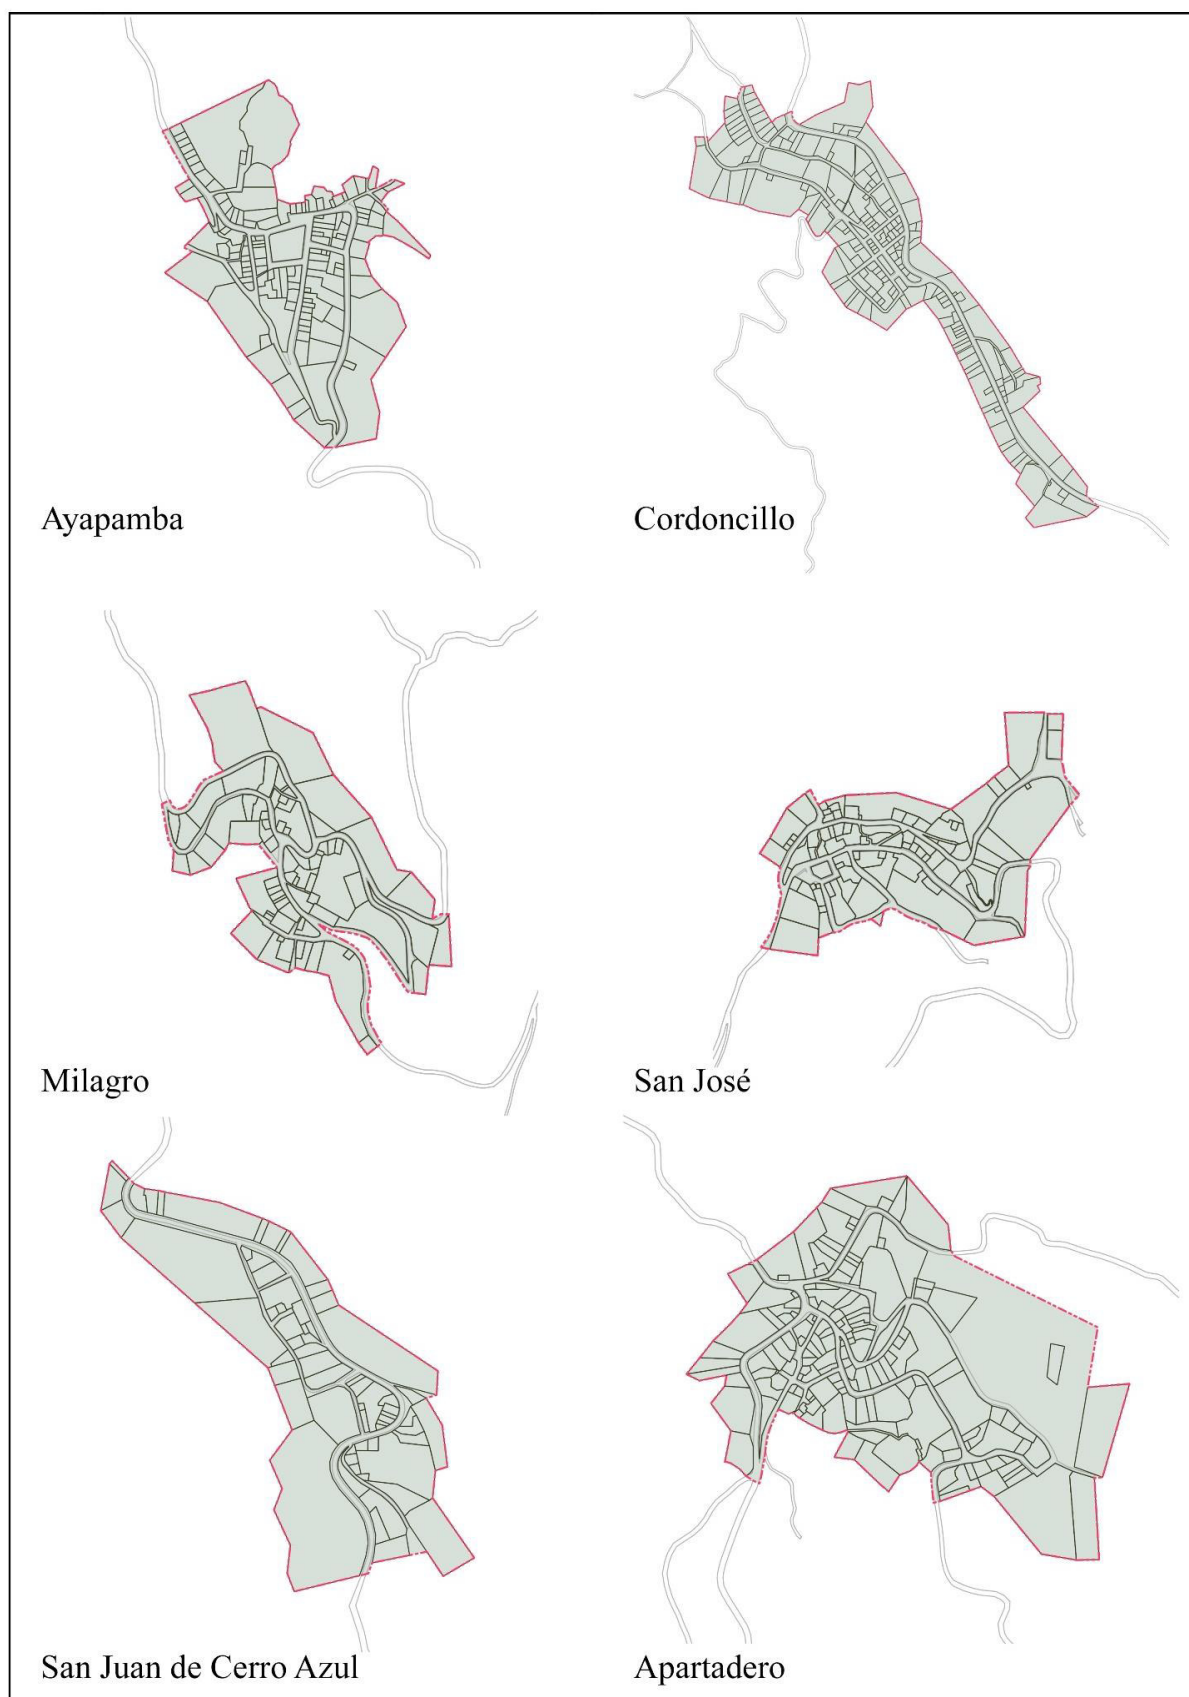 Ayapamba
Cordoncillo
Milagro
San José
San Juan de Cerro Azul
Apartadero